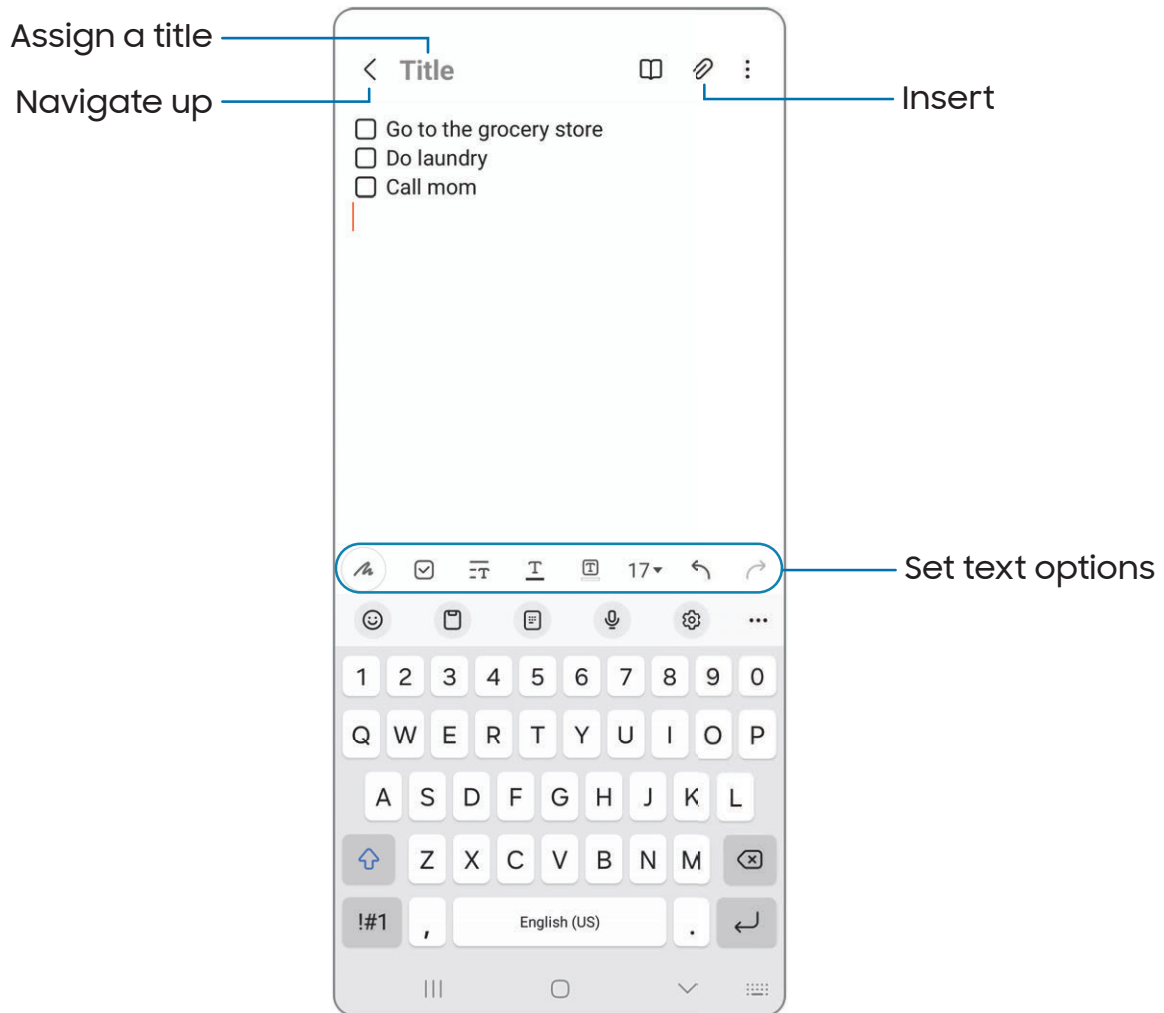 Assign a title
Title
Navigate up
Insert
Go to the grocery store
Do laundry
Call mom
T T T 17
Set text options
1 2 3 4 5 6 7 8 9 0
Q W E R T Y U I O P
A S D F G H J K L
Z X C V B N M
!#1 , English (US) .